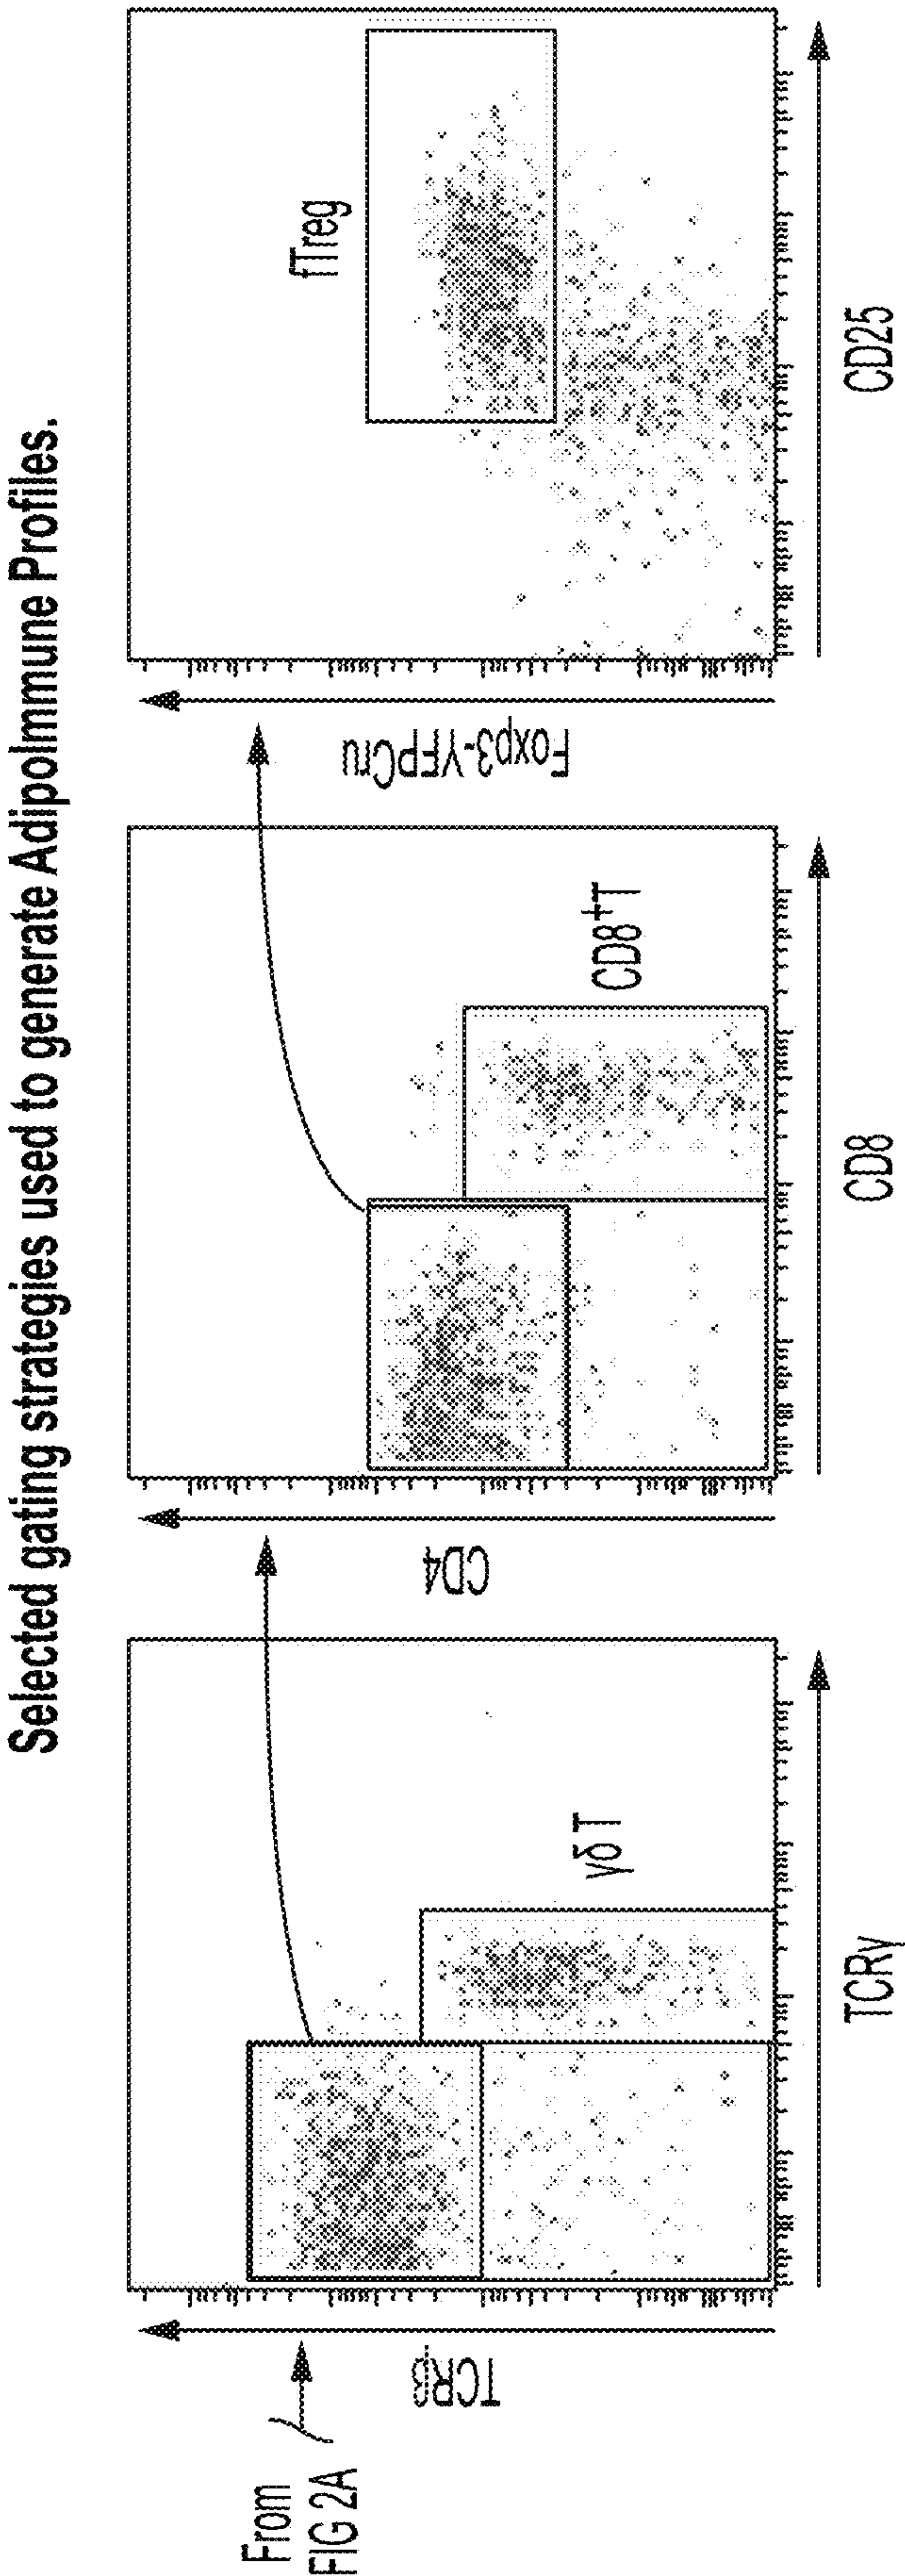 Selected gating strategies used to generate AdipoImmune Profiles.
From
FIG 2A
TCRβ
γδ T
TCRγ
CD4
CD8⁺T
CD8
Foxp3-YFPCru
fTreg
CD25